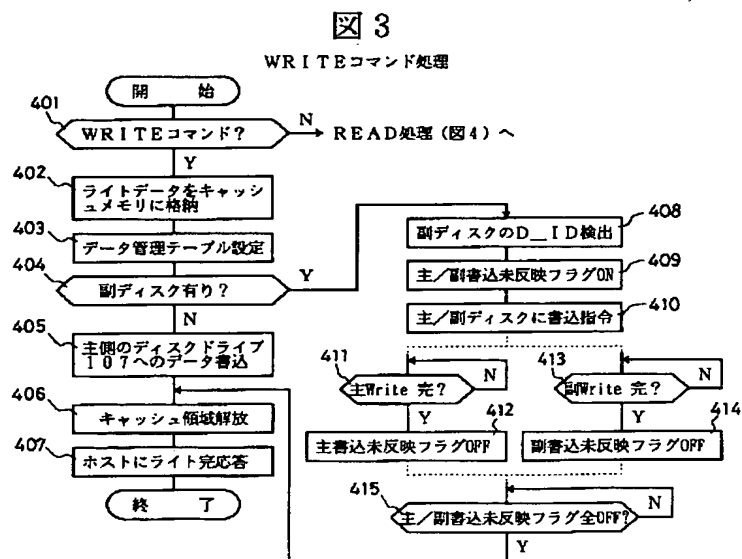 図3
WRITEコマンド処理
開 始
401
WRITEコマンド?
N
READ処理(図4)へ
Y
402
ライトデータをキャッシ
ュメモリに格納
403
データ管理テーブル設定
404
副ディスク有り?
Y
N
405
主側のディスクドライブ
107へのデータ書込
406
キャッシュ領域解放
407
ホストにライト完応答
終 了
408
副ディスクのD__ID検出
409
主/副書込未反映フラグON
410
主/副ディスクに書込指令
411
主Write 完?
N
Y
412
主書込未反映フラグOFF
413
副Write 完?
N
Y
414
副書込未反映フラグOFF
415
主/副書込未反映フラグ全OFF?
N
Y